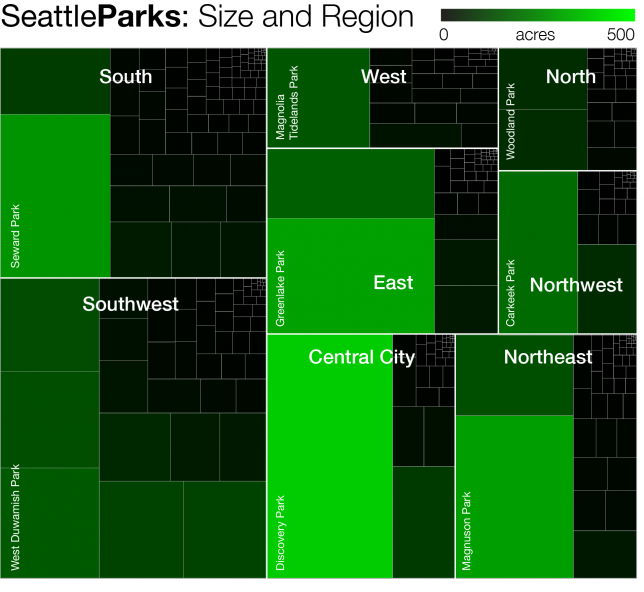 SeattleParks: Size and Region
0 acres 500
South
Seward Park
West
Magnolia
Tidelands Park
North
Woodland Park
East
Greenlake Park
Northwest
Carkeek Park
Southwest
West Duwamish Park
Central City
Discovery Park
Northeast
Magnuson Park